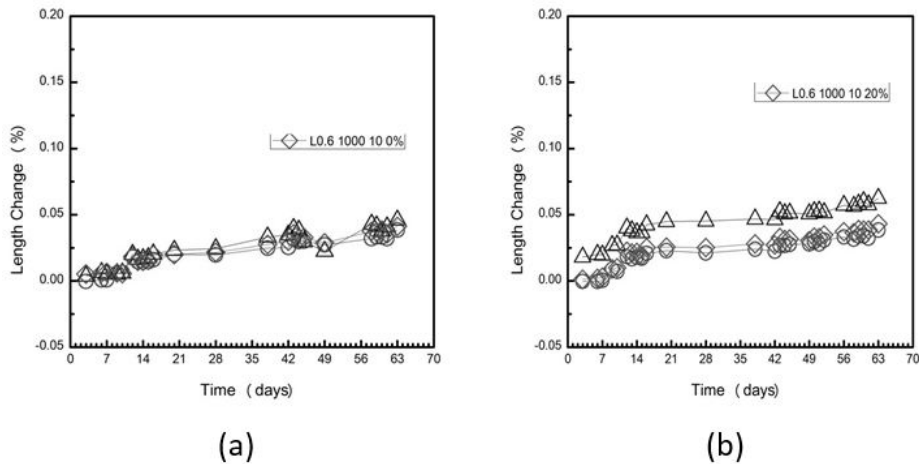 0.20
0.15
0.10
0.05
0.00
-0.05
Length Change ( %)
L0.6 1000 10 0%
0 7 14 21 28 35 42 49 56 63 70
Time ( days)
(a)
0.20
0.15
0.10
0.05
0.00
-0.05
Length Change ( %)
L0.6 1000 10 20%
0 7 14 21 28 35 42 49 56 63 70
Time ( days)
(b)